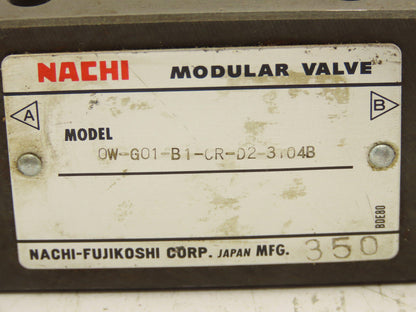 NACHI MODULAR VALVE
A B
MODEL
OW-G01-B1-CR-D2-3104B
BDE80
NACHI-FUJIKOSHI CORP. JAPAN MFG. 350